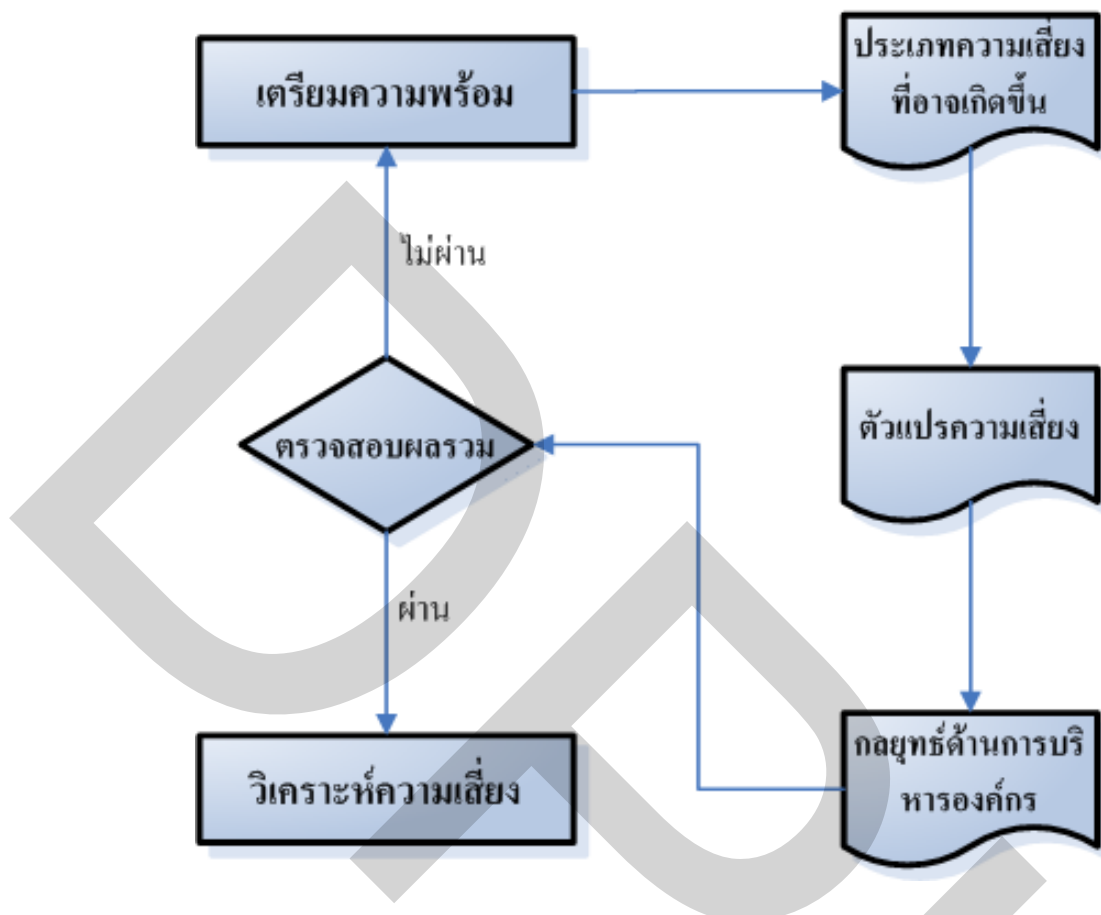 เตรียมความพร้อม
ประเภทความเสี่ยง
ที่อาจเกิดขึ้น
ไม่ผ่าน
ตรวจสอบผลรวม
ตัวแปรความเสี่ยง
ผ่าน
วิเคราะห์ความเสี่ยง
กลยุทธ์ด้านการบริ
หารองค์กร